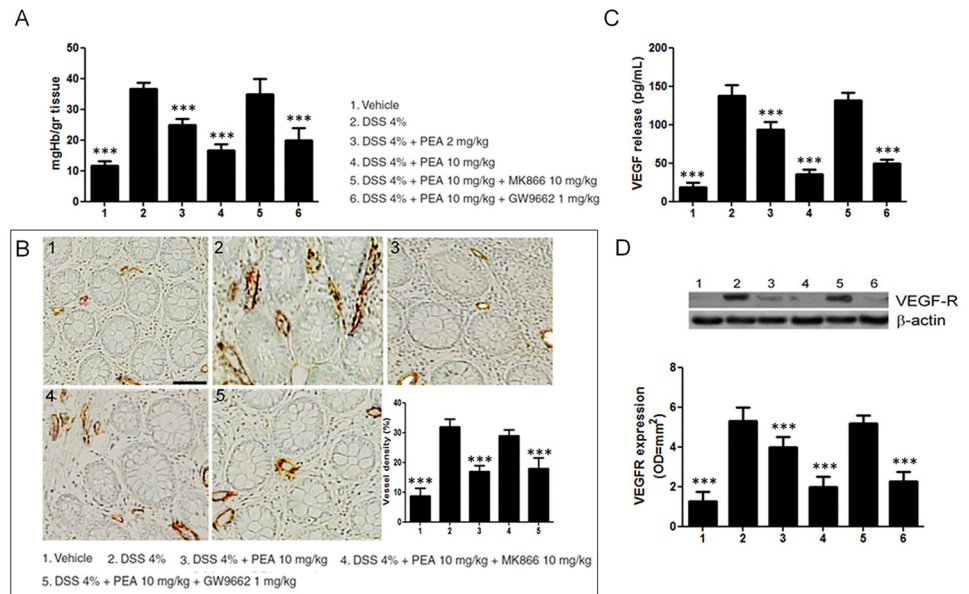 A
mgHb/gr tissue
50
40
30
20
10
0
***
***
***
***
1 2 3 4 5 6
1. Vehicle
2. DSS 4%
3. DSS 4% + PEA 2 mg/kg
4. DSS 4% + PEA 10 mg/kg
5. DSS 4% + PEA 10 mg/kg + MK866 10 mg/kg
6. DSS 4% + PEA 10 mg/kg + GW9662 1 mg/kg
C
VEGF release (pg/mL)
200
150
100
50
0
***
***
***
***
1 2 3 4 5 6
B
1
2
3
4
5
Vessel density (%)
40
30
20
10
0
***
***
***
1 2 3 4 5
1. Vehicle 2. DSS 4% 3. DSS 4% + PEA 10 mg/kg 4. DSS 4% + PEA 10 mg/kg + MK866 10 mg/kg
5. DSS 4% + PEA 10 mg/kg + GW9662 1 mg/kg
D
1 2 3 4 5 6
VEGF-R
β-actin
VEGFR expression
(OD=mm²)
8
6
4
2
0
***
***
***
***
1 2 3 4 5 6